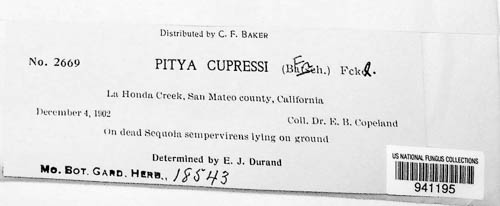 Distributed by C. F. BAKER
No. 2669 PITYA CUPRESSI (Batsch.) Fckl.
La Honda Creek, San Mateo county, California
December 4, 1902 Coll. Dr. E. B. Copeland
On dead Sequoia sempervirens lying on ground
Determined by E. J. Durand
MO. BOT. GARD. HERB., 18543
US NATIONAL FUNGUS COLLECTIONS
941195